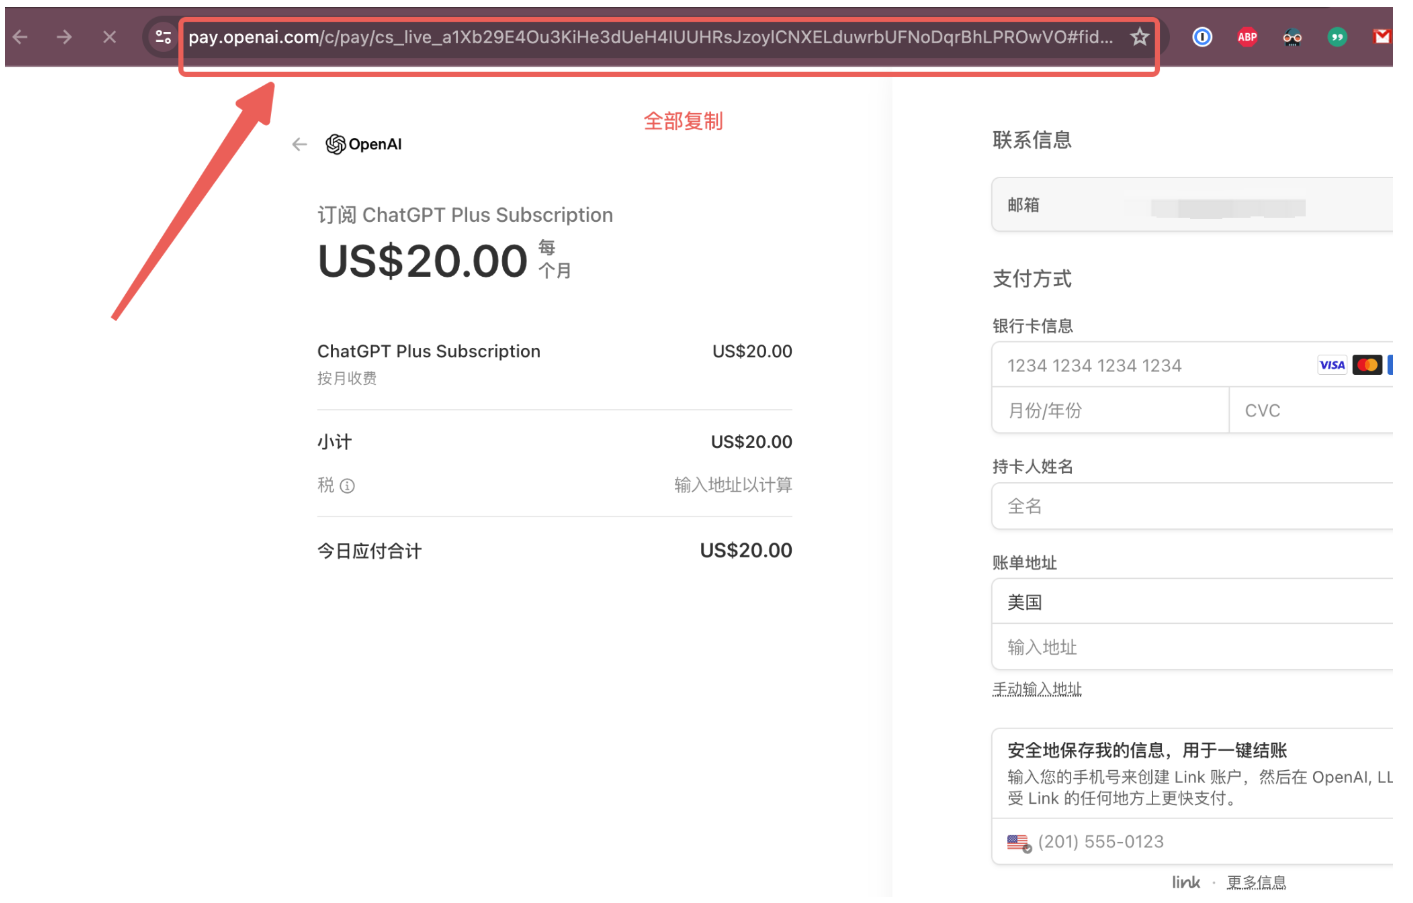 pay.openai.com/c/pay/cs_live_a1Xb29E4Ou3KiHe3dUeH4lUUHRsJzoylCNXELduwrbUFNoDqrBhLPROwVO#fid...
ABP
全部复制
OpenAI
订阅 ChatGPT Plus Subscription
US$20.00 每个月
ChatGPT Plus Subscription US$20.00
按月收费
小计 US$20.00
税 输入地址以计算
今日应付合计 US$20.00
联系信息
邮箱
支付方式
银行卡信息
1234 1234 1234 1234 VISA
月份/年份 CVC
持卡人姓名
全名
账单地址
美国
输入地址
手动输入地址
安全地保存我的信息，用于一键结账
输入您的手机号来创建 Link 账户，然后在 OpenAI, LL
受 Link 的任何地方上更快支付。
(201) 555-0123
link · 更多信息